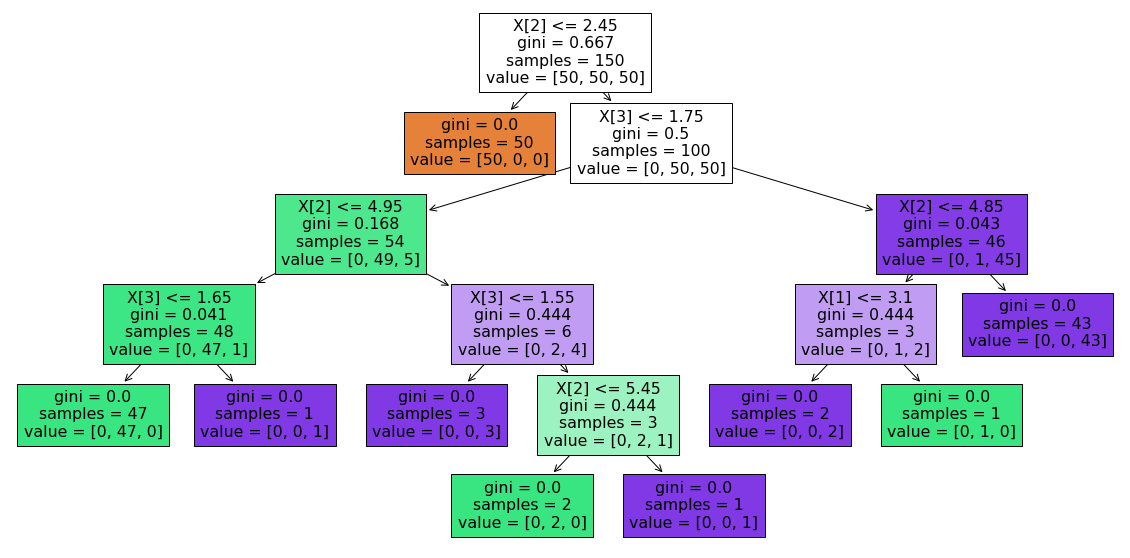 X[2] <= 2.45
gini = 0.667
samples = 150
value = [50, 50, 50]
gini = 0.0
samples = 50
value = [50, 0, 0]
X[3] <= 1.75
gini = 0.5
samples = 100
value = [0, 50, 50]
X[2] <= 4.95
gini = 0.168
samples = 54
value = [0, 49, 5]
X[2] <= 4.85
gini = 0.043
samples = 46
value = [0, 1, 45]
X[3] <= 1.65
gini = 0.041
samples = 48
value = [0, 47, 1]
X[3] <= 1.55
gini = 0.444
samples = 6
value = [0, 2, 4]
X[1] <= 3.1
gini = 0.444
samples = 3
value = [0, 1, 2]
gini = 0.0
samples = 43
value = [0, 0, 43]
gini = 0.0
samples = 47
value = [0, 47, 0]
gini = 0.0
samples = 1
value = [0, 0, 1]
gini = 0.0
samples = 3
value = [0, 0, 3]
X[2] <= 5.45
gini = 0.444
samples = 3
value = [0, 2, 1]
gini = 0.0
samples = 2
value = [0, 0, 2]
gini = 0.0
samples = 1
value = [0, 1, 0]
gini = 0.0
samples = 2
value = [0, 2, 0]
gini = 0.0
samples = 1
value = [0, 0, 1]